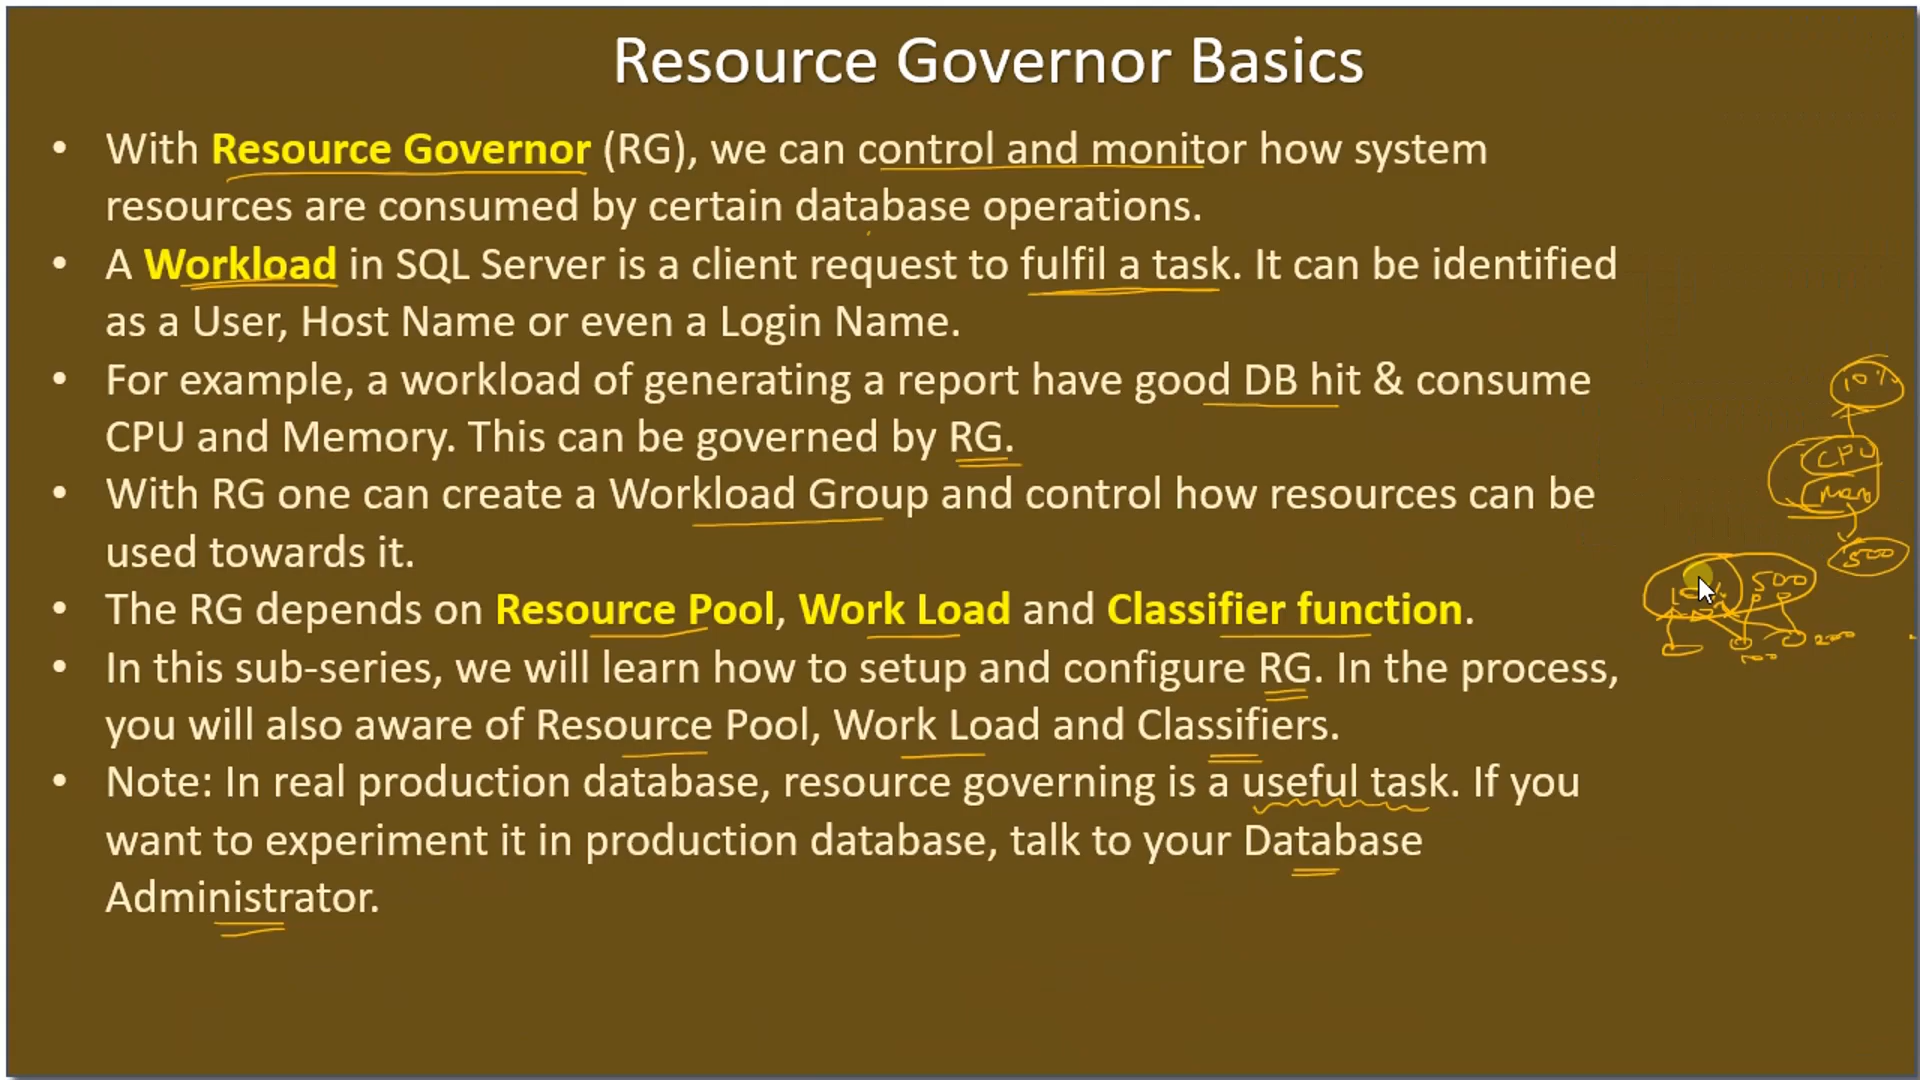 Resource Governor Basics
• With Resource Governor (RG), we can control and monitor how system
resources are consumed by certain database operations.
• A Workload in SQL Server is a client request to fulfil a task. It can be identified
as a User, Host Name or even a Login Name.
• For example, a workload of generating a report have good DB hit & consume
CPU and Memory. This can be governed by RG.
• With RG one can create a Workload Group and control how resources can be
used towards it.
• The RG depends on Resource Pool, Work Load and Classifier function.
• In this sub-series, we will learn how to setup and configure RG. In the process,
you will also aware of Resource Pool, Work Load and Classifiers.
• Note: In real production database, resource governing is a useful task. If you
want to experiment it in production database, talk to your Database
Administrator.
10%
CPU
Mem
500
500
200
100